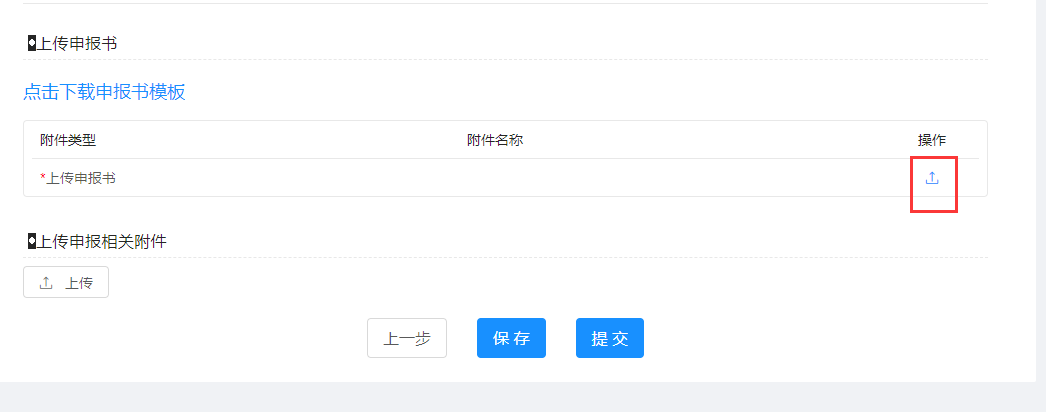 上传申报书
点击下载申报书模板
附件类型 附件名称 操作
*上传申报书
上传申报相关附件
上传
上一步 保存 提交